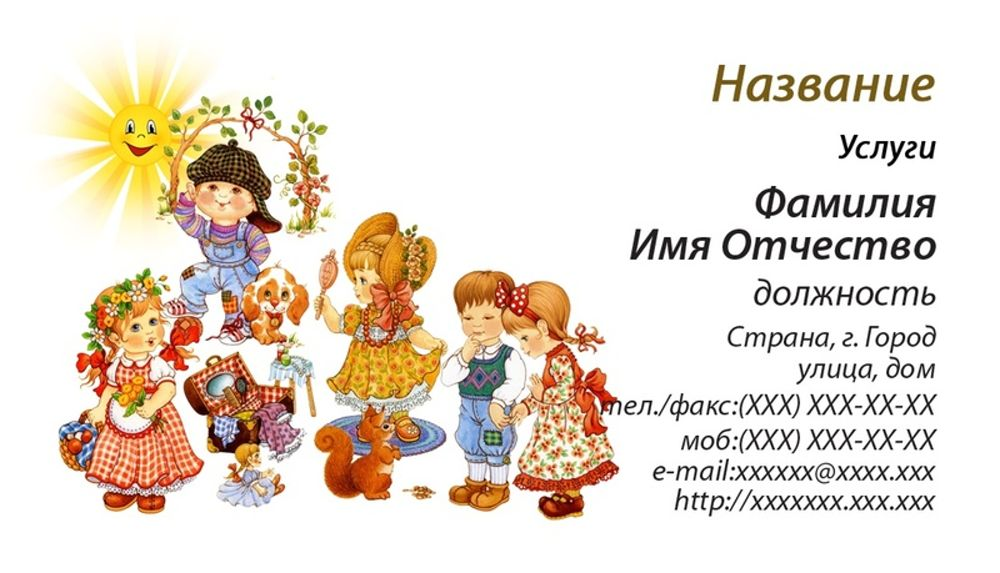 Название
Услуги
Фамилия
Имя Отчество
должность
Страна, г. Город
улица, дом
тел./факс:(XXX) XXX-XX-XX
моб:(XXX) XXX-XX-XX
e-mail:xxxxxx@xxxx.xxx
http://xxxxxxx.xxx.xxx